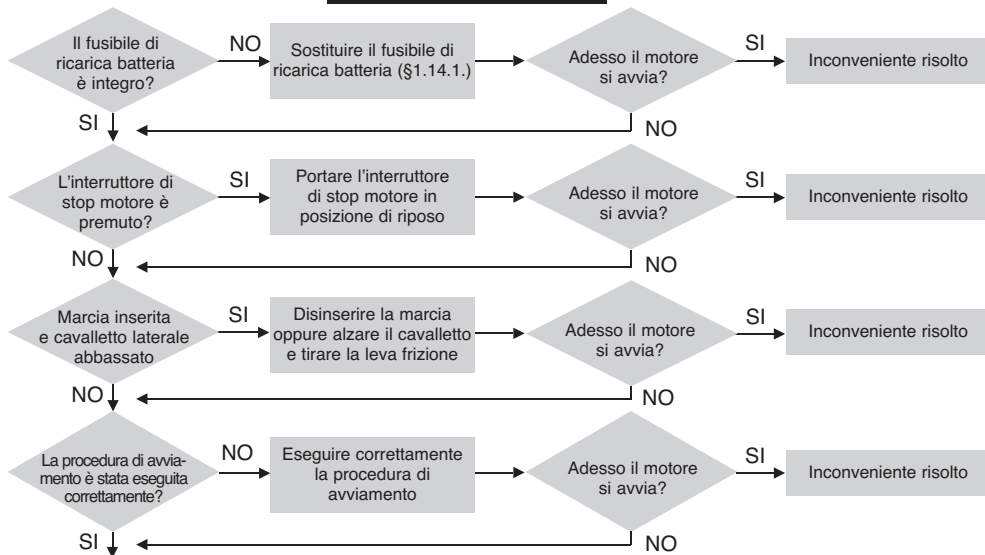 Il fusibile di
ricarica batteria
è integro?
NO
Sostituire il fusibile di
ricarica batteria (§1.14.1.)
Adesso il motore
si avvia?
SI
Inconveniente risolto
SI
NO
L'interruttore di
stop motore è
premuto?
SI
Portare l'interruttore
di stop motore in
posizione di riposo
Adesso il motore
si avvia?
SI
Inconveniente risolto
NO
NO
Marcia inserita
e cavalletto laterale
abbassato
SI
Disinserire la marcia
oppure alzare il cavalletto
e tirare la leva frizione
Adesso il motore
si avvia?
SI
Inconveniente risolto
NO
NO
La procedura di avvia-
mento è stata eseguita
correttamente?
NO
Eseguire correttamente
la procedura di
avviamento
Adesso il motore
si avvia?
SI
Inconveniente risolto
SI
NO